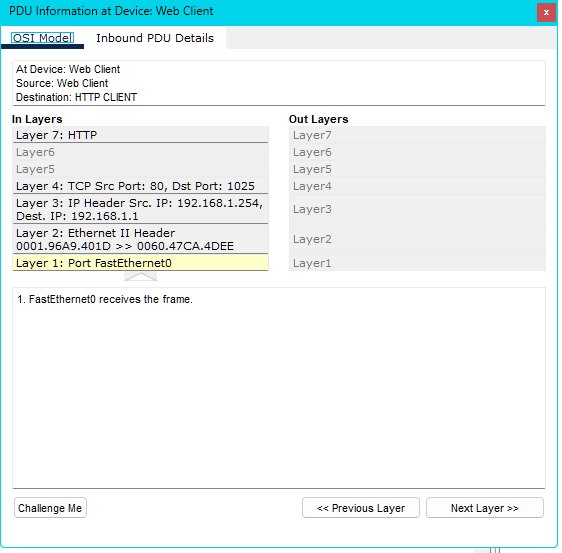 PDU Information at Device: Web Client
x
OSI Model
Inbound PDU Details
At Device: Web Client
Source: Web Client
Destination: HTTP CLIENT
In Layers
Layer 7: HTTP
Layer6
Layer5
Layer 4: TCP Src Port: 80, Dst Port: 1025
Layer 3: IP Header Src. IP: 192.168.1.254,
Dest. IP: 192.168.1.1
Layer 2: Ethernet II Header
0001.96A9.401D >> 0060.47CA.4DEE
Layer 1: Port FastEthernet0
Out Layers
Layer7
Layer6
Layer5
Layer4
Layer3
Layer2
Layer1
1. FastEthernet0 receives the frame.
Challenge Me
<< Previous Layer
Next Layer >>